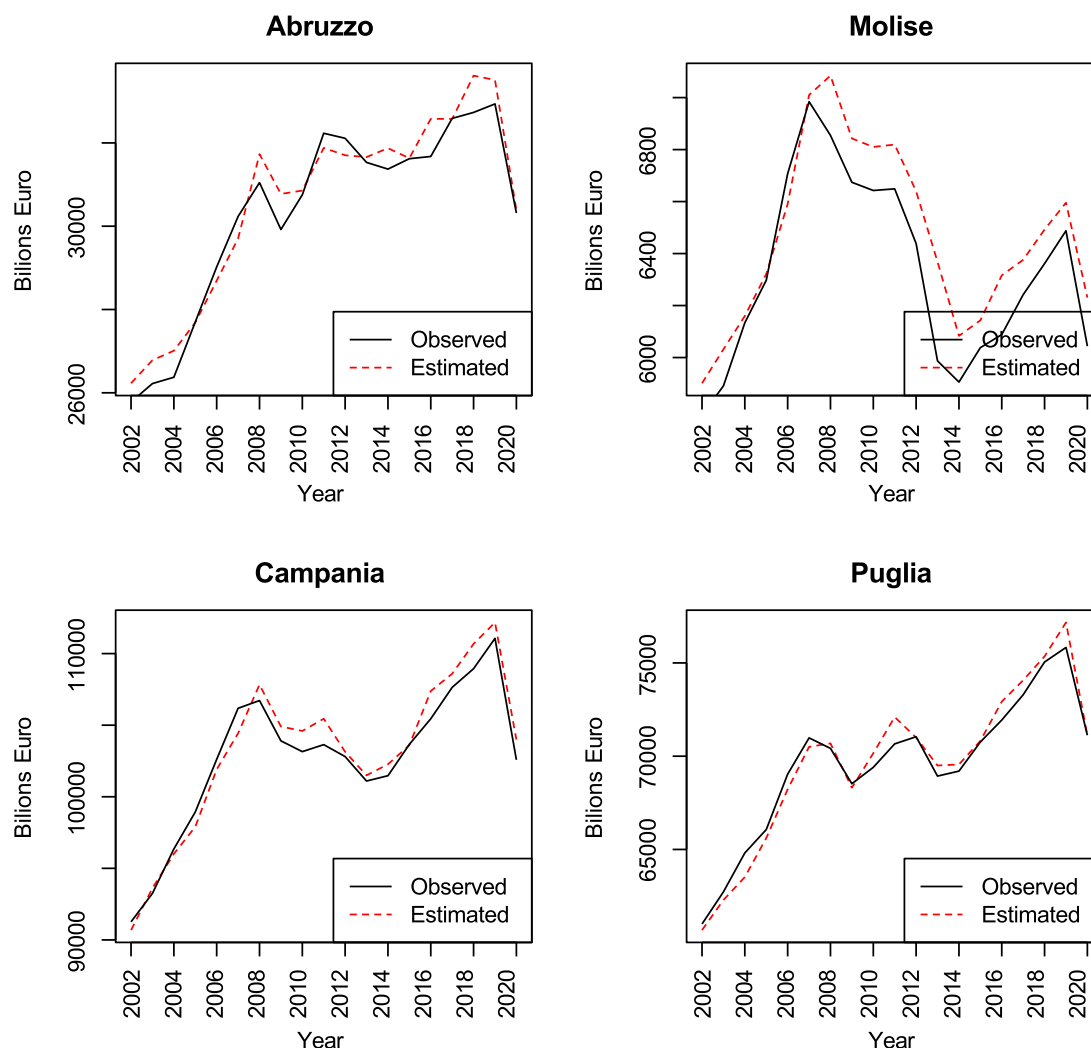 Abruzzo
Bilions Euro
26000
30000
Observed
Estimated
2002
2004
2006
2008
2010
2012
2014
2016
2018
2020
Year
Molise
Bilions Euro
6000
6400
6800
Observed
Estimated
2002
2004
2006
2008
2010
2012
2014
2016
2018
2020
Year
Campania
Bilions Euro
90000
100000
110000
Observed
Estimated
2002
2004
2006
2008
2010
2012
2014
2016
2018
2020
Year
Puglia
Bilions Euro
65000
70000
75000
Observed
Estimated
2002
2004
2006
2008
2010
2012
2014
2016
2018
2020
Year